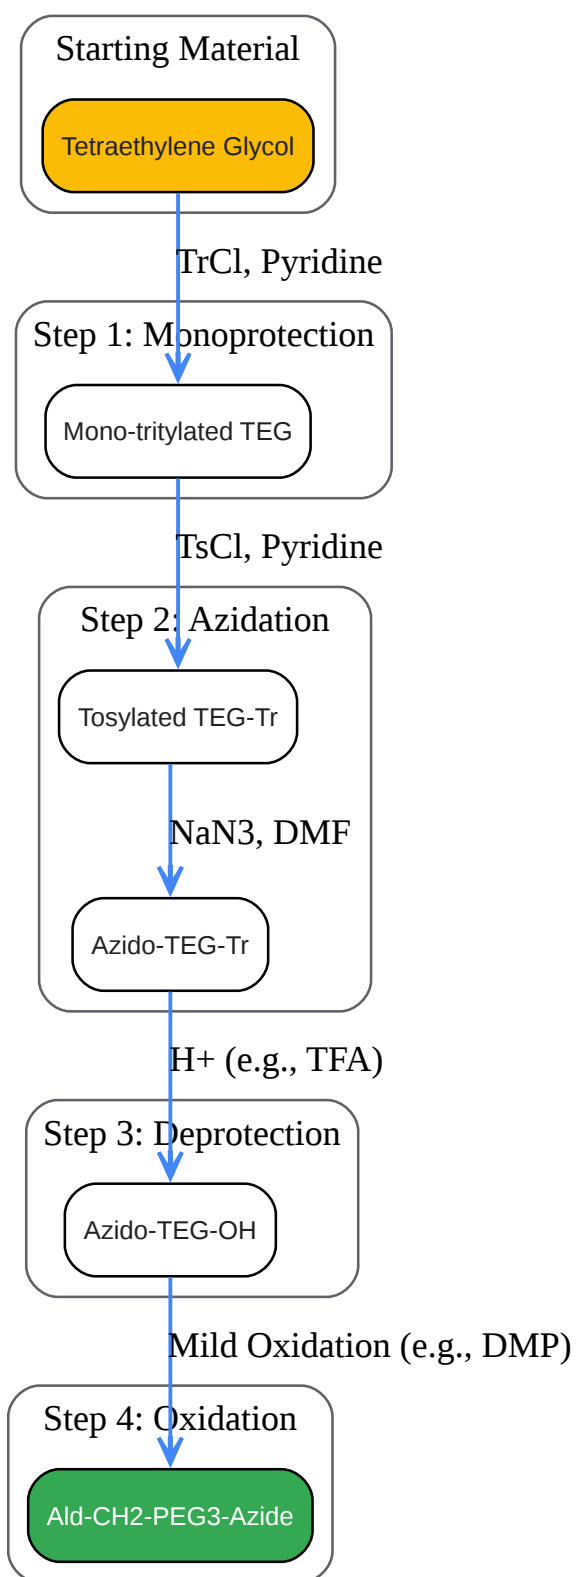 Starting Material
Tetraethylene Glycol
TrCl, Pyridine
Step 1: Monoprotection
Mono-tritylated TEG
TsCl, Pyridine
Step 2: Azidation
Tosylated TEG-Tr
NaN3, DMF
Azido-TEG-Tr
H+ (e.g., TFA)
Step 3: Deprotection
Azido-TEG-OH
Mild Oxidation (e.g., DMP)
Step 4: Oxidation
Ald-CH2-PEG3-Azide